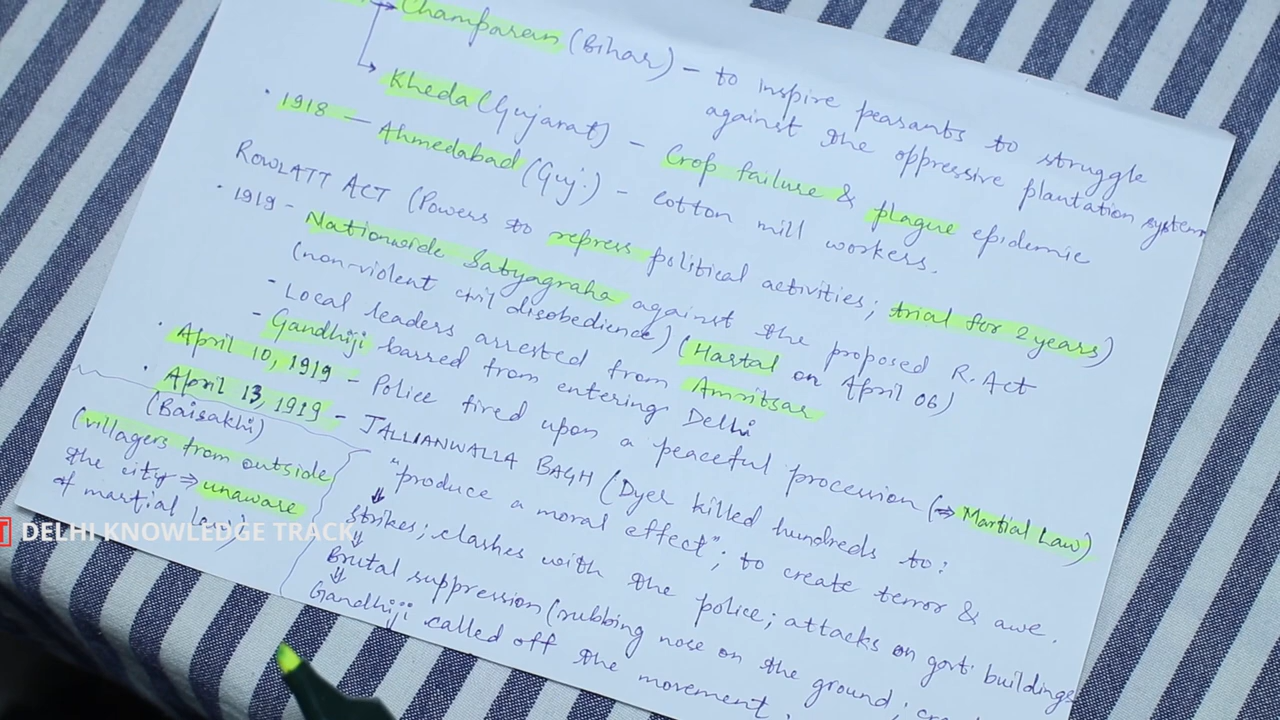 Champaran (Bihar) – to inspire peasants to struggle
against the oppressive plantation system
Kheda (Gujarat) – Crop failure & plague epidemic
· 1918 – Ahmedabad (Guj.) – cotton mill workers.
ROWLATT ACT (Powers to repress political activities; trial for 2 years)
· 1919 – Nationwide Satyagraha against the proposed R. Act
(non-violent civil disobedience) (Hartal on April 06)
- Local leaders arrested from Amritsar
- Gandhiji barred from entering Delhi
· April 10, 1919 – Police fired upon a peaceful procession (⇒ Martial Law)
· April 13, 1919 – JALLIANWALLA BAGH (Dyer killed hundreds to:
(Baisakhi)
"produce a moral effect"; to create terror & awe.
(villagers from outside
the city ⇒ unaware
of martial law)
strikes; clashes with the police; attacks on govt buildings
Brutal suppression (rubbing nose on the ground;
Gandhiji called off the movement.
DELHI KNOWLEDGE TRACK